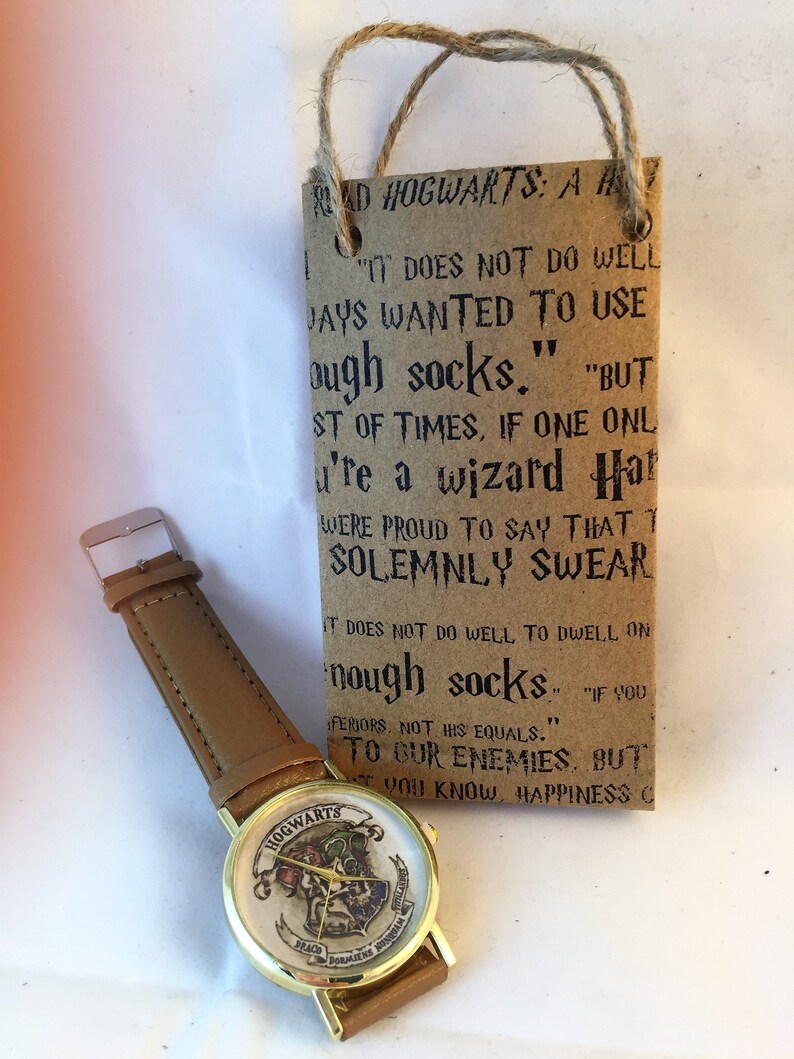 READ HOGWARTS: A H
"IT DOES NOT DO WELL
WAYS WANTED TO USE
ough socks." "BUT
ST OF TIMES, IF ONE ONL
u're a wizard Har
WERE PROUD TO SAY THAT T
SOLEMNLY SWEAR
IT DOES NOT DO WELL TO DWELL ON
nough socks." "IF YOU
FERIORS, NOT HIS EQUALS."
TO OUR ENEMIES, BUT
T YOU KNOW, HAPPINESS C
HOGWARTS
DRACO DORMIENS NUNQUAM TITILLANDUS